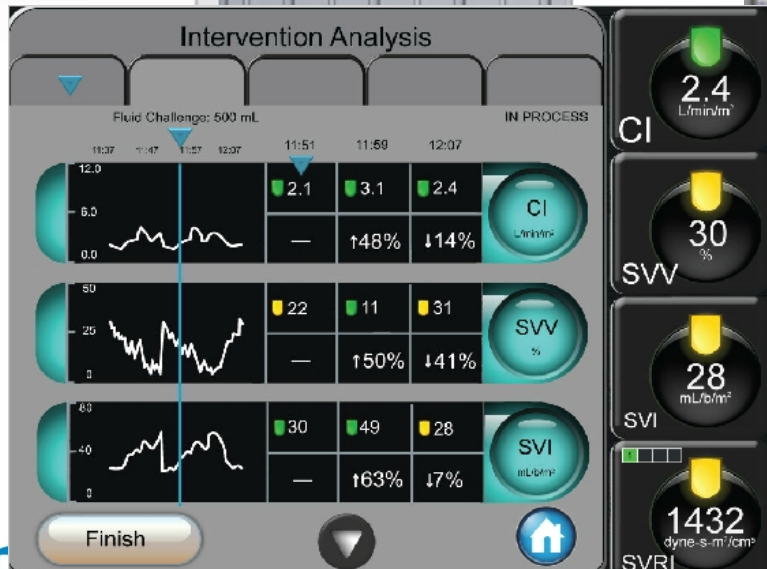 Intervention Analysis
Fluid Challenge: 500 mL
IN PROCESS
11:37 11:47 11:57 12:07
11:51 11:59 12:07
12.0
6.0
0.0
2.1 3.1 2.4
— ↑48% ↓14%
CI
L/min/m²
50
25
0
22 11 31
— ↑50% ↓41%
SVV
%
80
40
0
30 49 28
— ↑63% ↓7%
SVI
mL/b/m²
Finish
2.4
L/min/m²
CI
30
%
SVV
28
mL/b/m²
SVI
1
1432
dyne-s-m²/cm⁵
SVRI